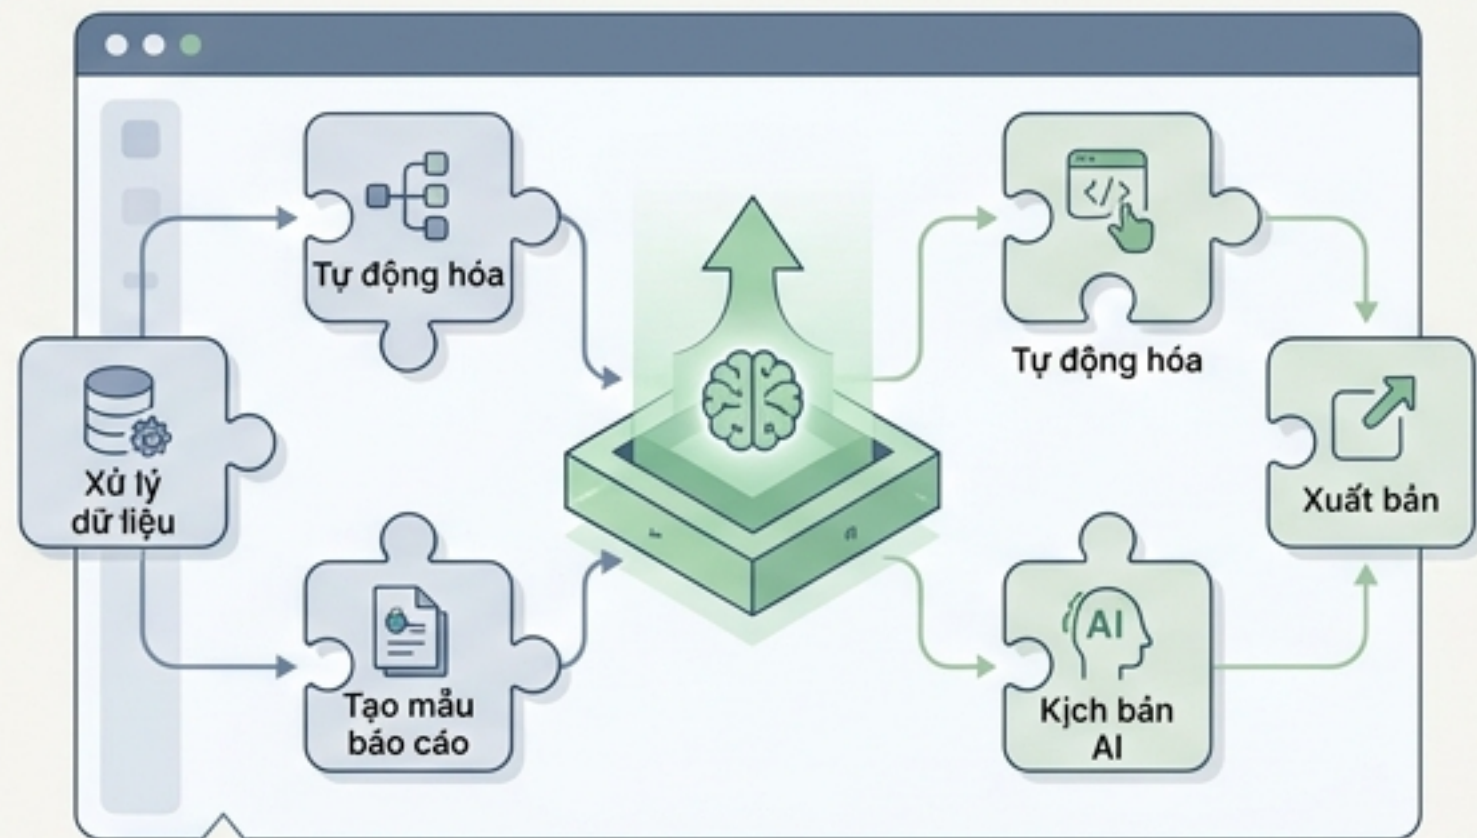 Tự động hóa
</>
Tự động hóa
Xử lý
dữ liệu
Xuất bản
Tạo mẫu
báo cáo
AI
Kịch bản
AI